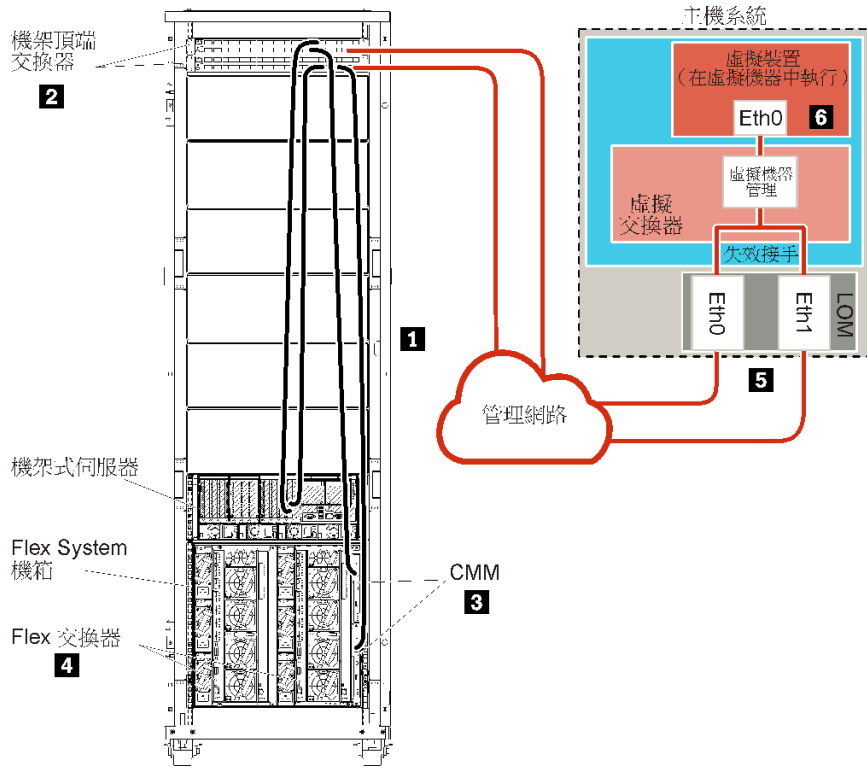 機架頂端
交換器
2
1
機架式伺服器
Flex System
機箱
Flex 交換器
4
CMM
3
管理網路
主機系統
虛擬裝置
（在虛擬機器中執行）
Eth0
6
虛擬機器
管理
虛擬
交換器
失效接手
Eth0
Eth1
LOM
5